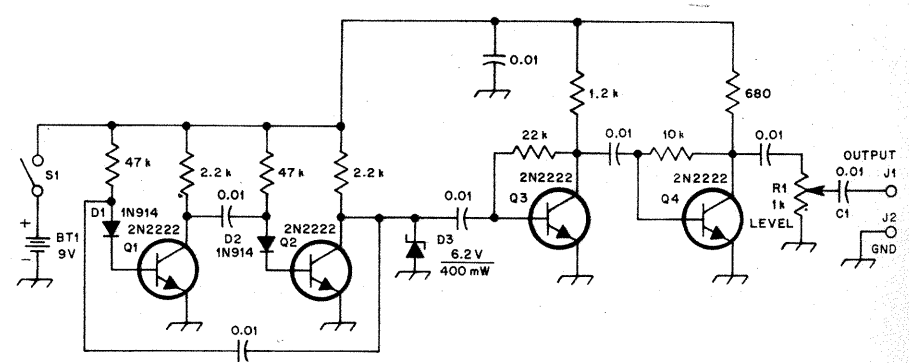 0.01
1.2 k
680
22 k
0.01
10 k
0.01
47 k
2.2 k
47 k
2.2 k
S1
D1
1N914
0.01
2N2222
Q1
D2
1N914
2N2222
Q2
0.01
D3
6.2 V
400 mW
2N2222
Q3
2N2222
Q4
R1
1 k
LEVEL
OUTPUT
0.01
C1
J1
J2
GND
+
BT1
9V
-
0.01